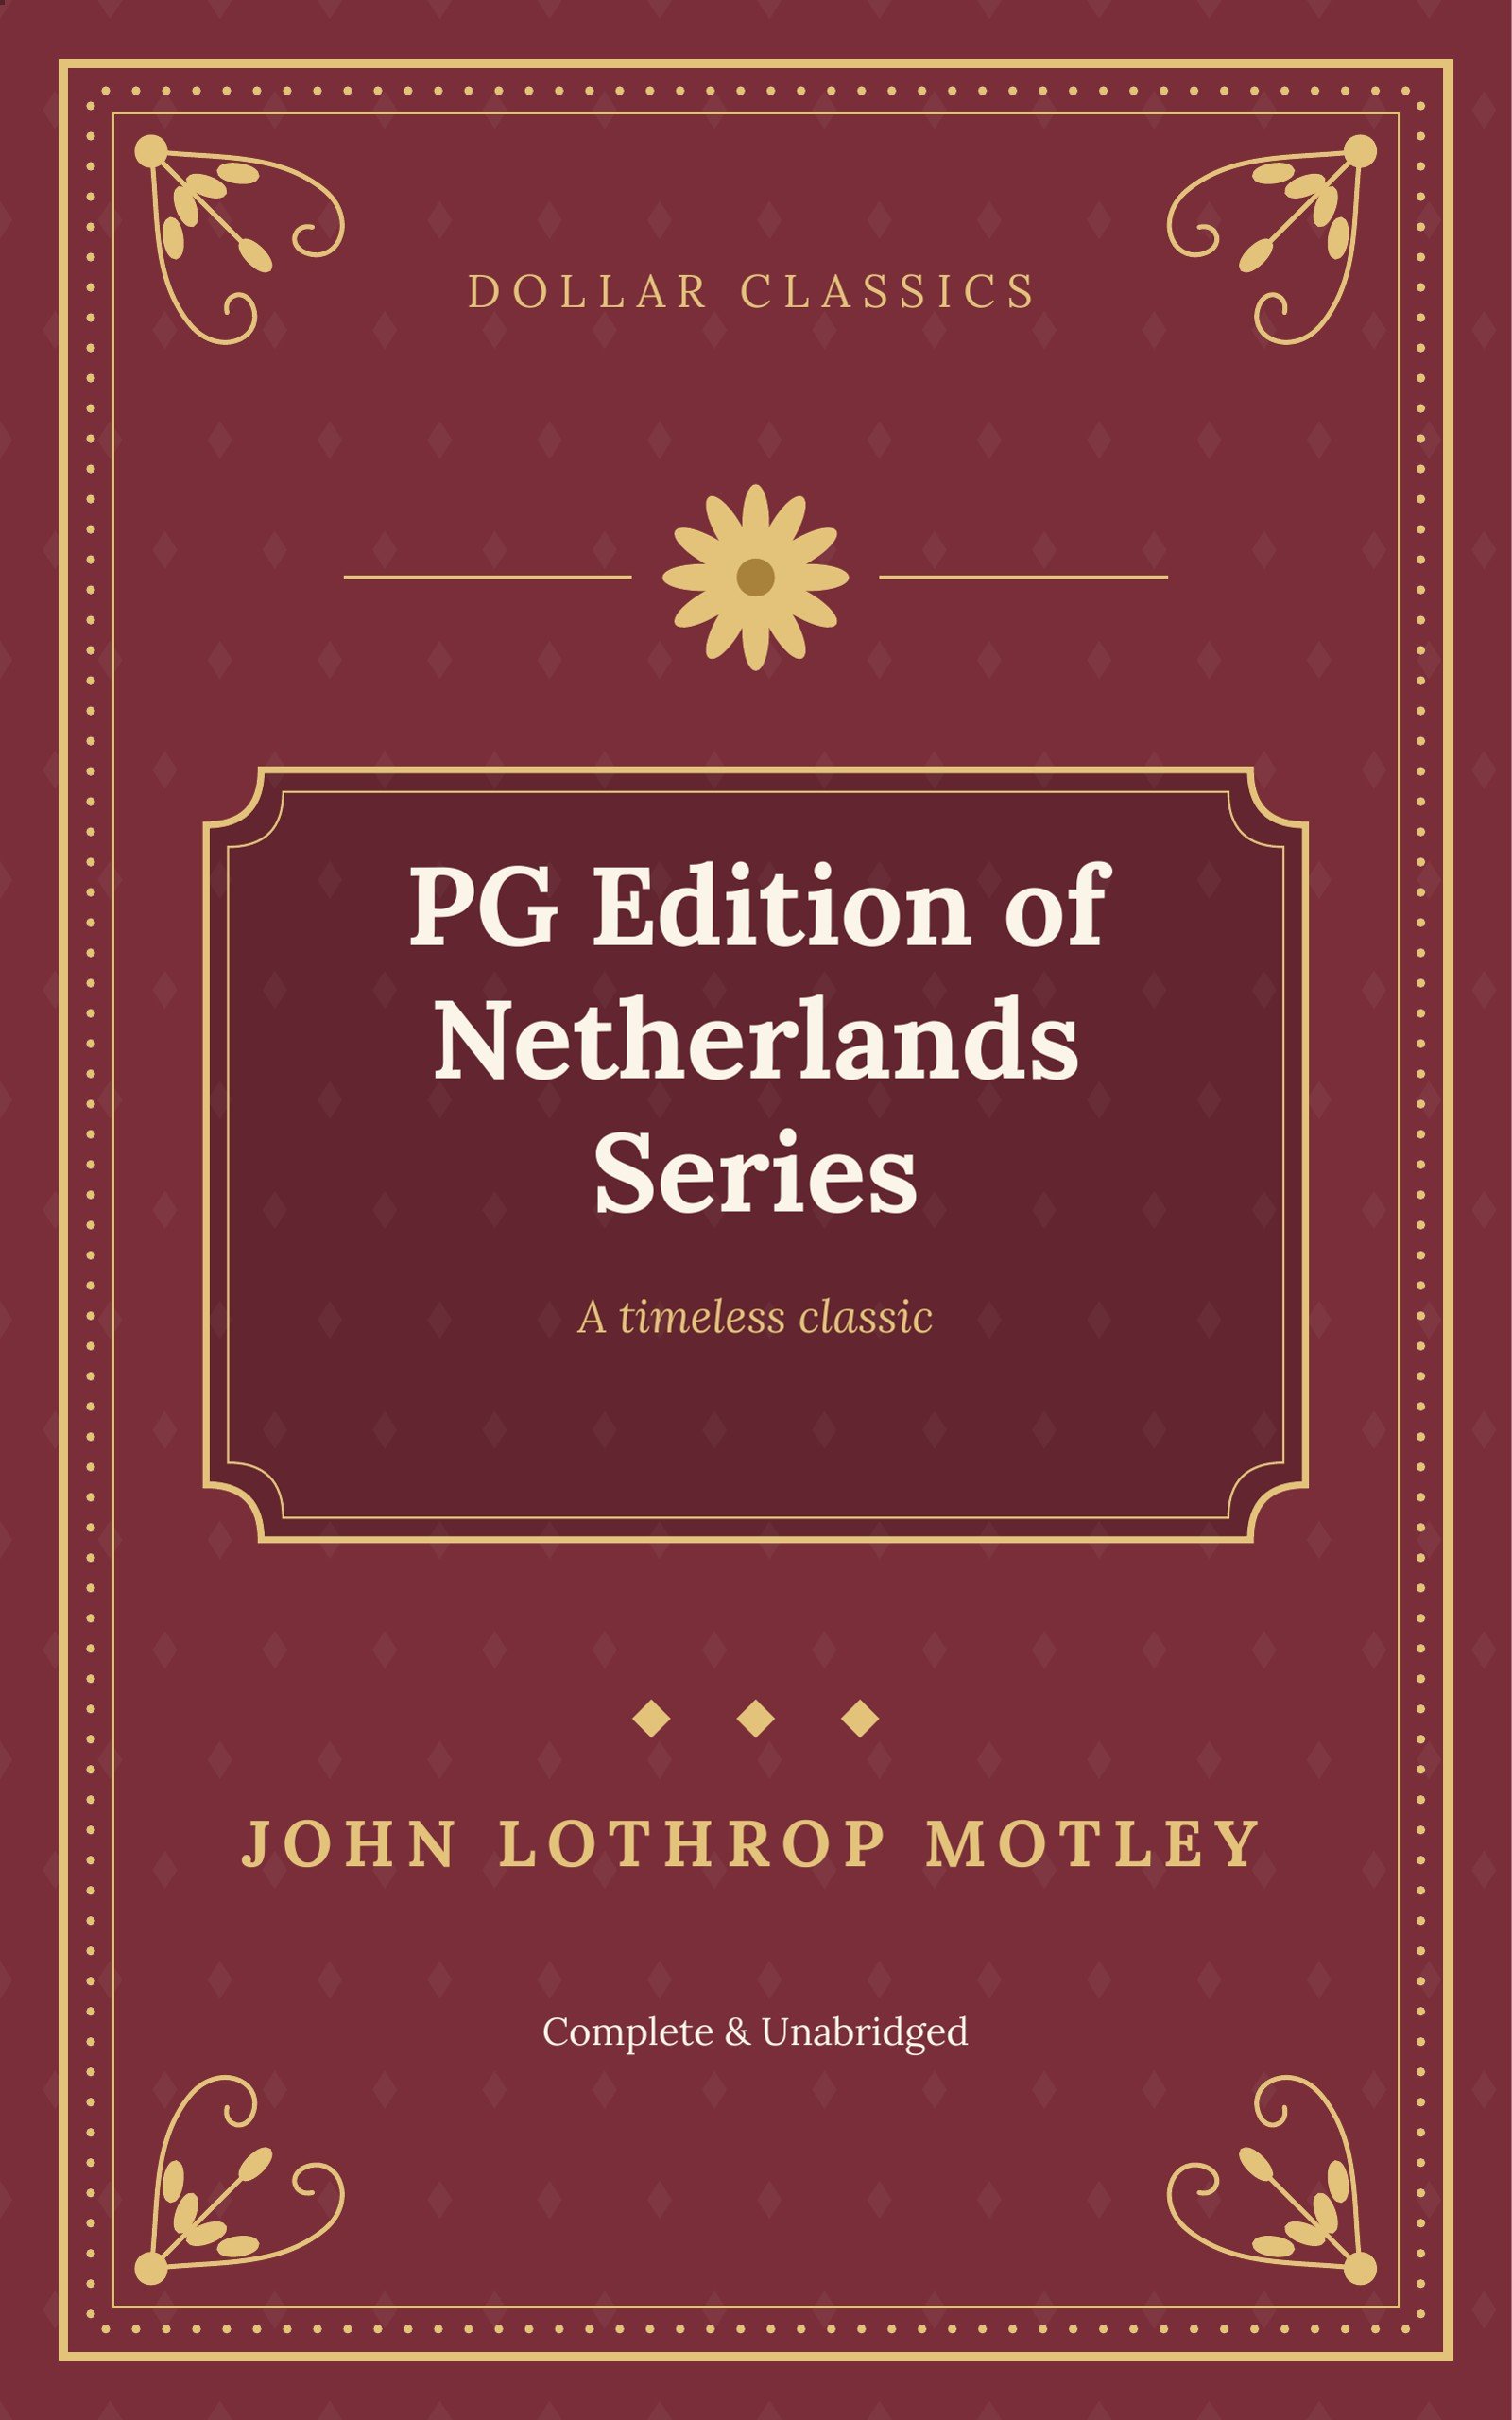 DOLLAR CLASSICS
PG Edition of
Netherlands
Series
A timeless classic
JOHN LOTHROP MOTLEY
Complete & Unabridged